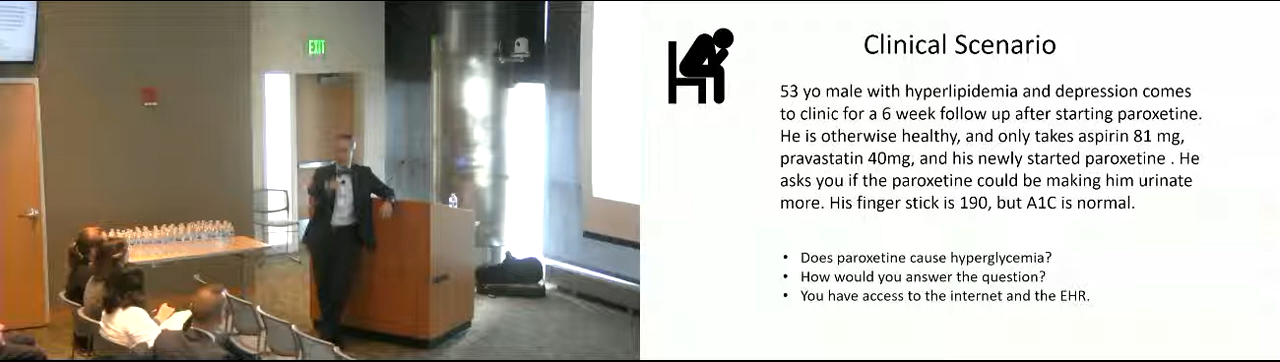 EXIT
Clinical Scenario
53 yo male with hyperlipidemia and depression comes
to clinic for a 6 week follow up after starting paroxetine.
He is otherwise healthy, and only takes aspirin 81 mg,
pravastatin 40mg, and his newly started paroxetine . He
asks you if the paroxetine could be making him urinate
more. His finger stick is 190, but A1C is normal.
• Does paroxetine cause hyperglycemia?
• How would you answer the question?
• You have access to the internet and the EHR.